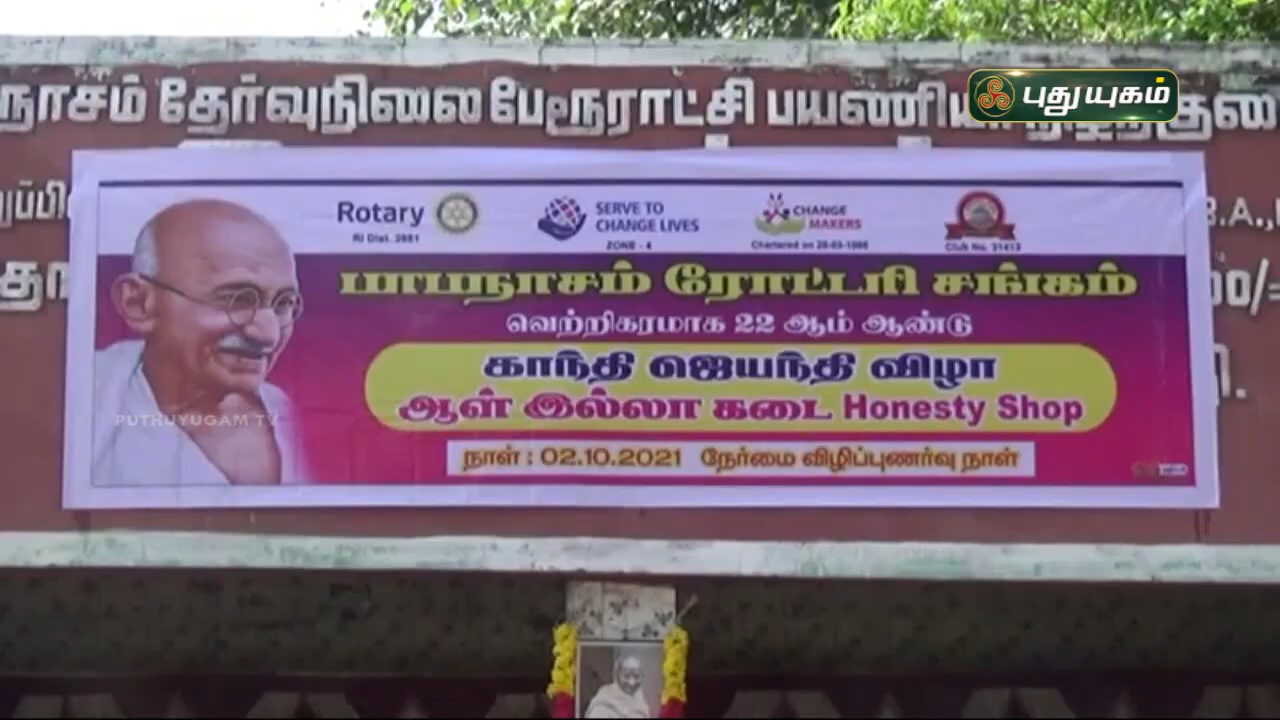 நாசம் தேர்வுநிலை பேரூராட்சி பயணிய
புதுயுகம்
Rotary
RI Dist. 2981
SERVE TO
CHANGE LIVES
ZONE - 4
CHANGE
MAKERS
Chartered on
Club No. 31413
பாபநாசம் ரோட்டரி சங்கம்
வெற்றிகரமாக 22 ஆம் ஆண்டு
காந்தி ஜெயந்தி விழா
ஆள் இல்லா கடை Honesty Shop
நாள் : 02.10.2021 நேர்மை விழிப்புணர்வு நாள்
PUTHUYUGAM TV